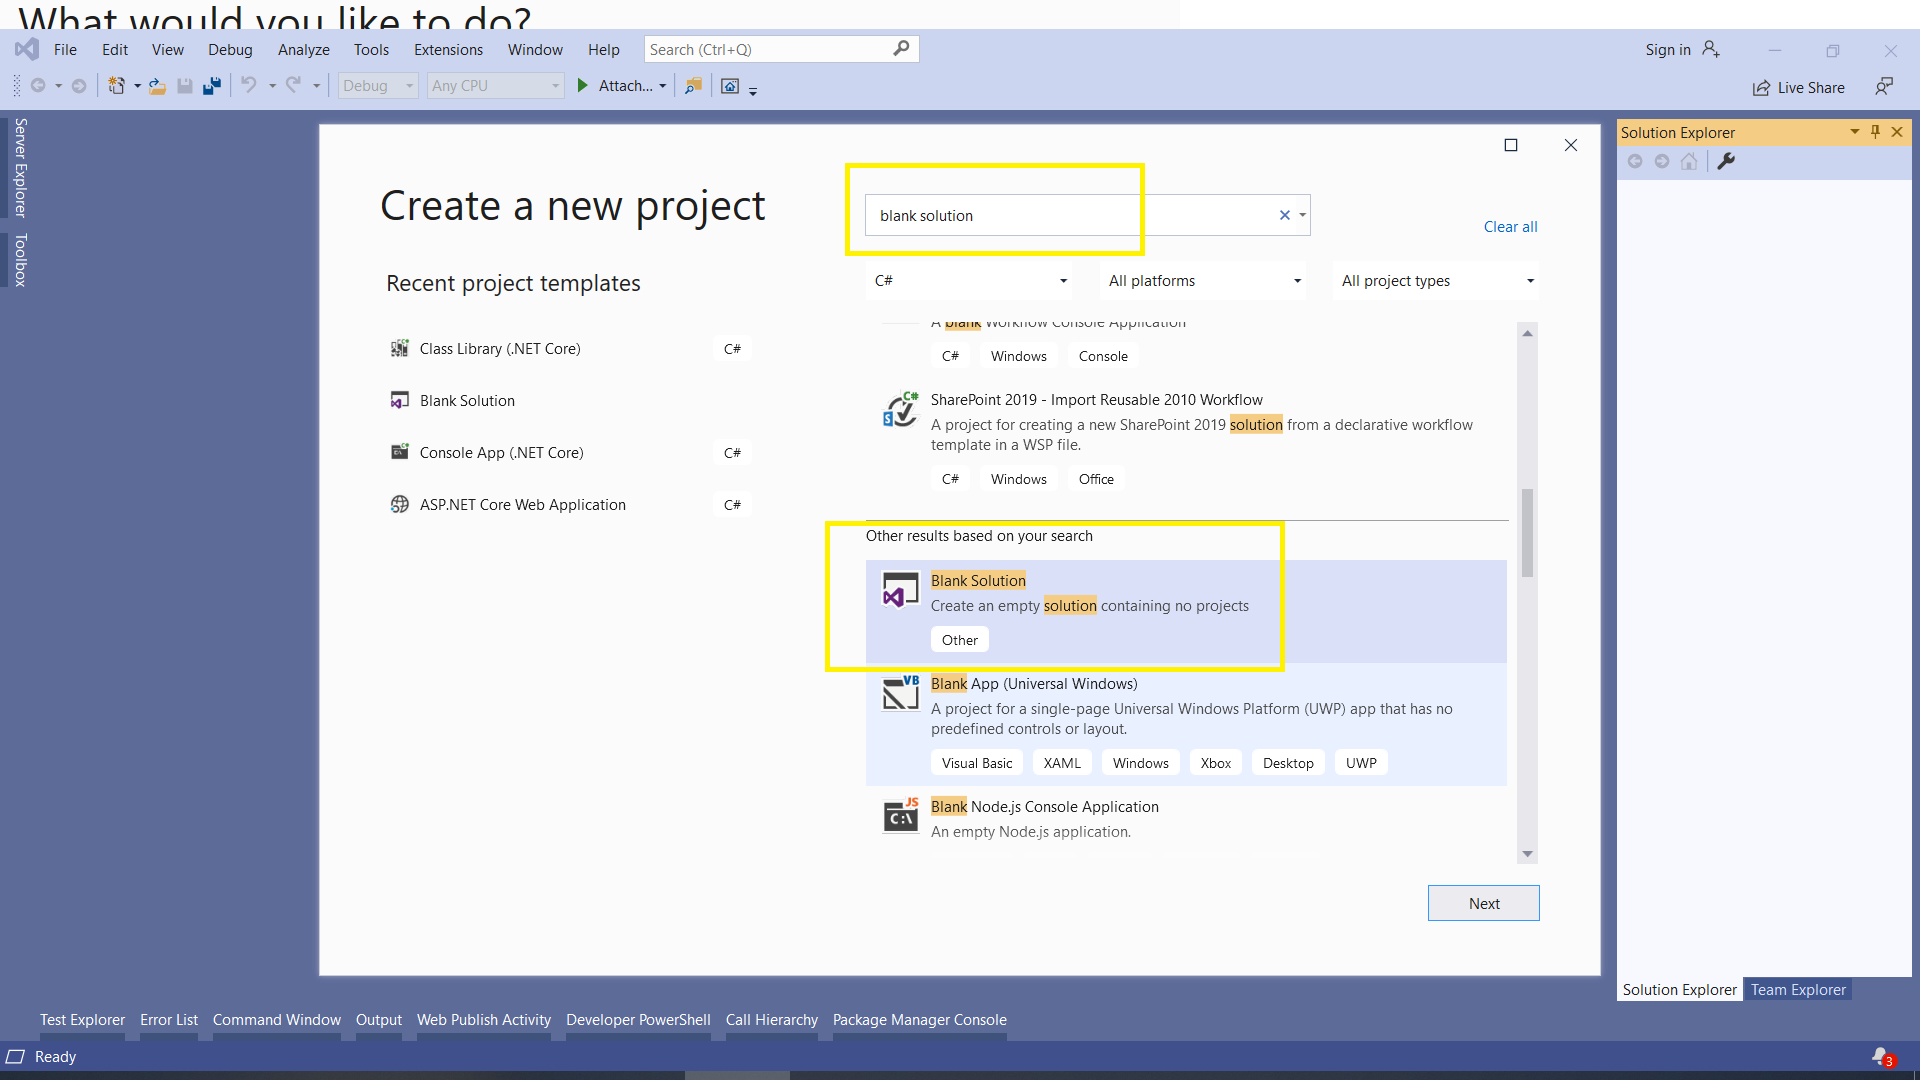 What would you like to do?
File Edit View Debug Analyze Tools Extensions Window Help Search (Ctrl+Q) Sign in
Debug Any CPU Attach... Live Share
Server Explorer
Toolbox
Create a new project
blank solution
Clear all
C# All platforms All project types
Recent project templates
Class Library (.NET Core) C#
Blank Solution
Console App (.NET Core) C#
ASP.NET Core Web Application C#
A blank Workflow Console Application
C# Windows Console
SharePoint 2019 - Import Reusable 2010 Workflow
A project for creating a new SharePoint 2019 solution from a declarative workflow
template in a WSP file.
C# Windows Office
Other results based on your search
Blank Solution
Create an empty solution containing no projects
Other
VB
Blank App (Universal Windows)
A project for a single-page Universal Windows Platform (UWP) app that has no
predefined controls or layout.
Visual Basic XAML Windows Xbox Desktop UWP
JS
C:\
Blank Node.js Console Application
An empty Node.js application.
Next
Solution Explorer
Solution Explorer Team Explorer
Test Explorer Error List Command Window Output Web Publish Activity Developer PowerShell Call Hierarchy Package Manager Console
Ready 3